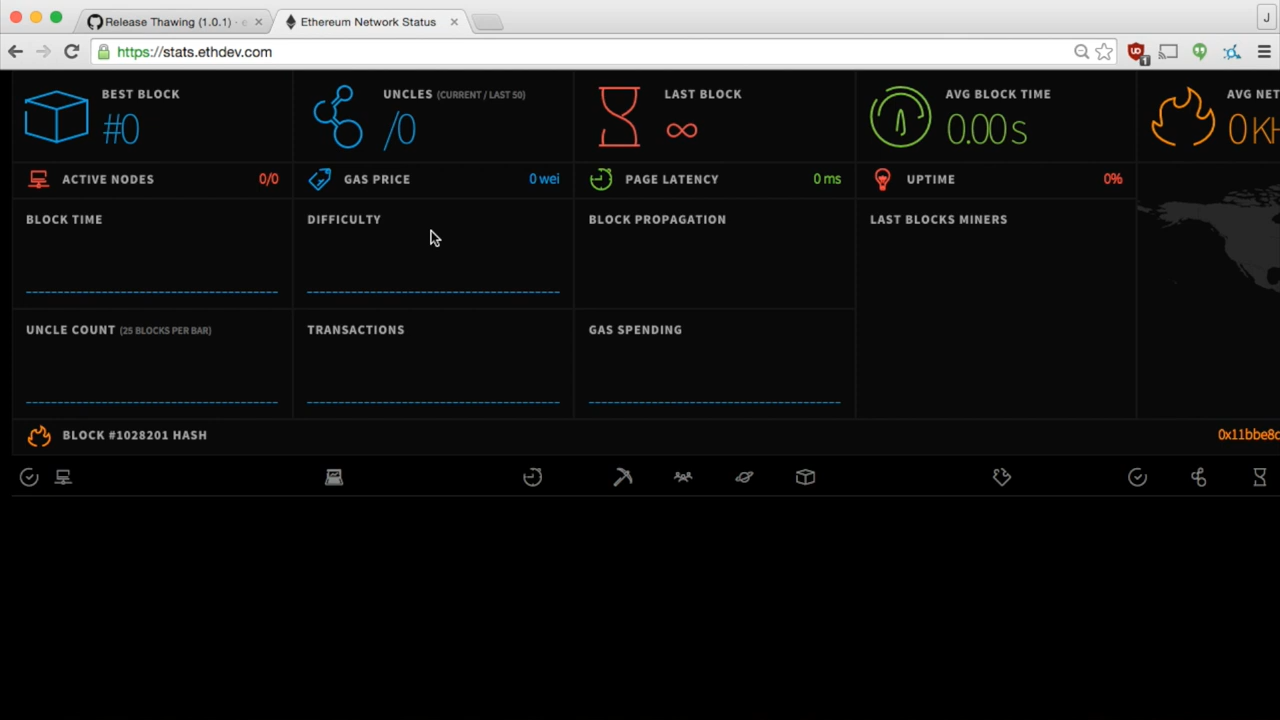 Release Thawing (1.0.1) · e
Ethereum Network Status
J
https://stats.ethdev.com
1
BEST BLOCK
#0
UNCLES (CURRENT / LAST 50)
/0
LAST BLOCK
∞
AVG BLOCK TIME
0.00 s
AVG NET
0 KH
ACTIVE NODES 0/0
GAS PRICE 0 wei
PAGE LATENCY 0 ms
UPTIME 0%
BLOCK TIME
DIFFICULTY
BLOCK PROPAGATION
LAST BLOCKS MINERS
UNCLE COUNT (25 BLOCKS PER BAR)
TRANSACTIONS
GAS SPENDING
BLOCK #1028201 HASH 0x11bbe8c